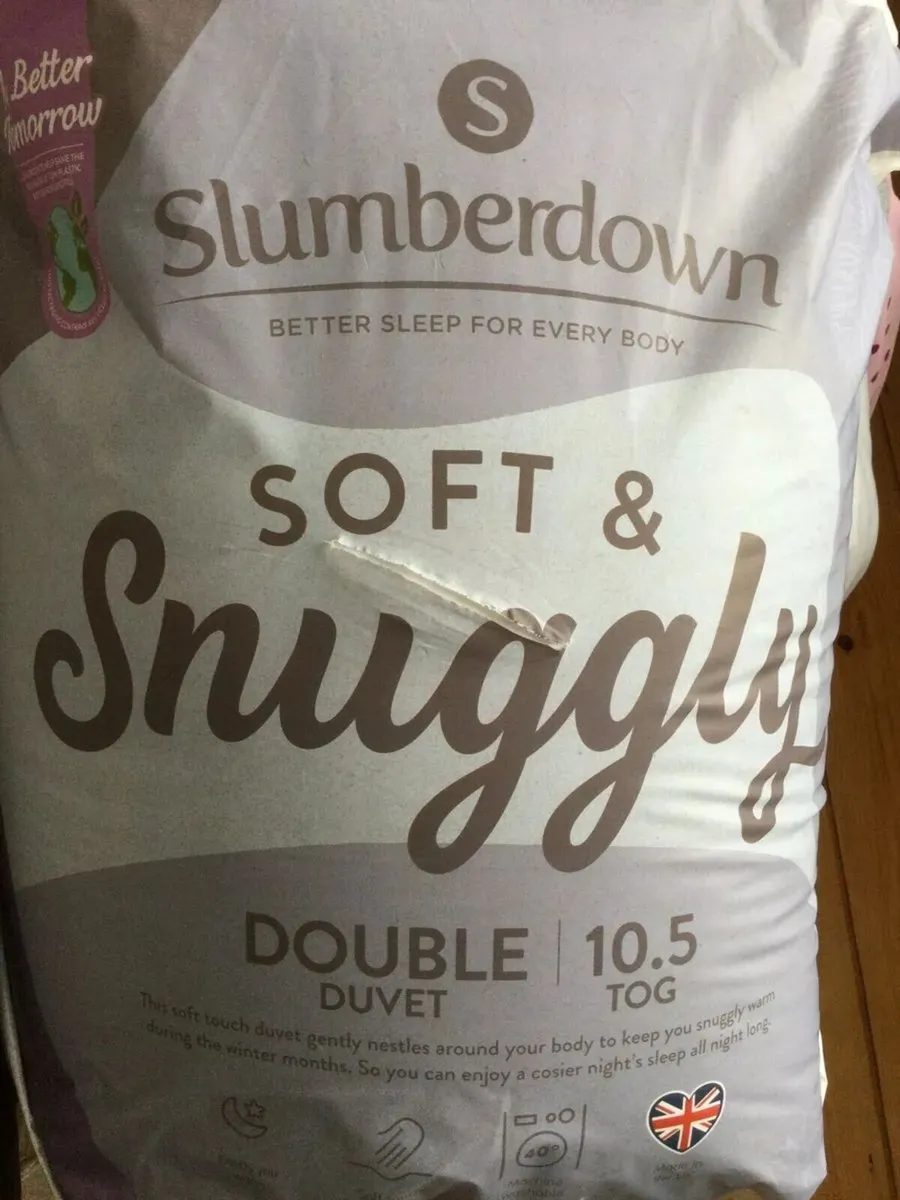 Better
Tomorrow
S
Slumberdown
BETTER SLEEP FOR EVERY BODY
SOFT &
Snuggly
DOUBLE
DUVET
10.5
TOG
This soft touch duvet gently nestles around your body to keep you snuggly warm
during the winter months. So you can enjoy a cosier night's sleep all night long.
40°
Made in